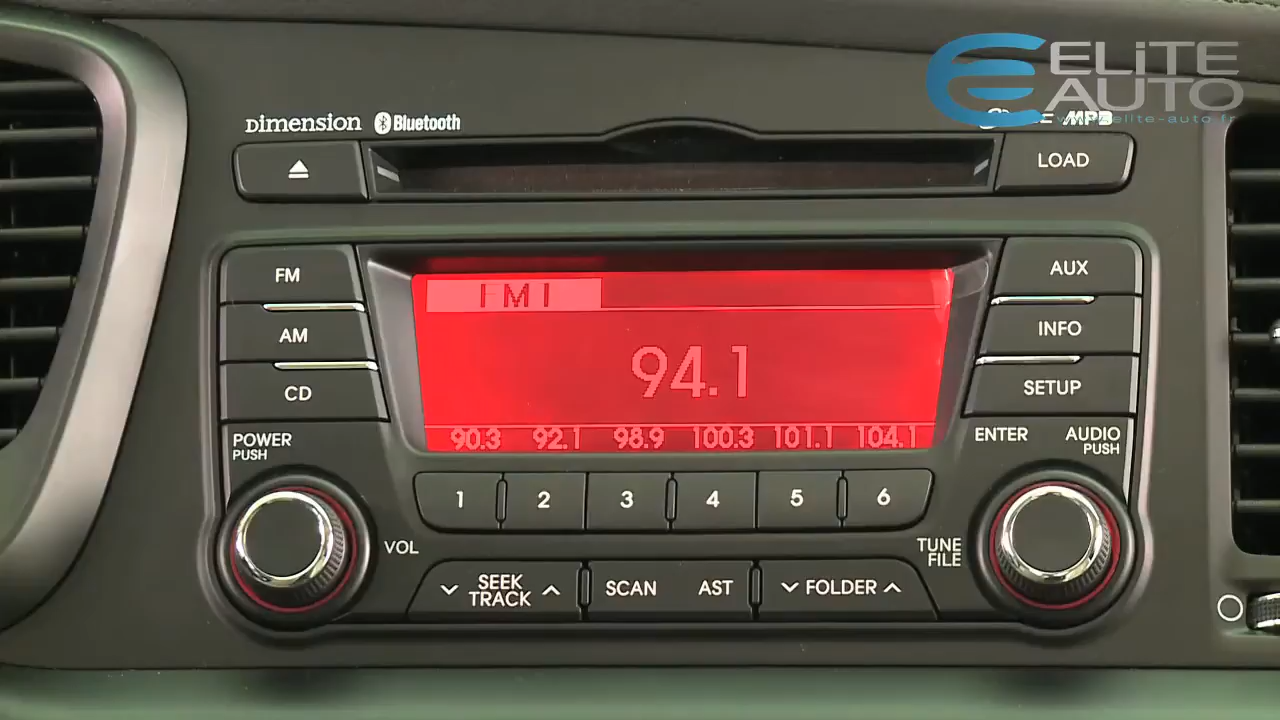 ELiTE
AUTO
Dimension Bluetooth
MP3
LOAD
FM
AM
CD
FM1
94.1
90.3 92.1 98.9 100.3 101.1 104.1
AUX
INFO
SETUP
POWER
PUSH
ENTER
AUDIO
PUSH
1 2 3 4 5 6
VOL
TUNE
FILE
SEEK
TRACK
SCAN AST
FOLDER